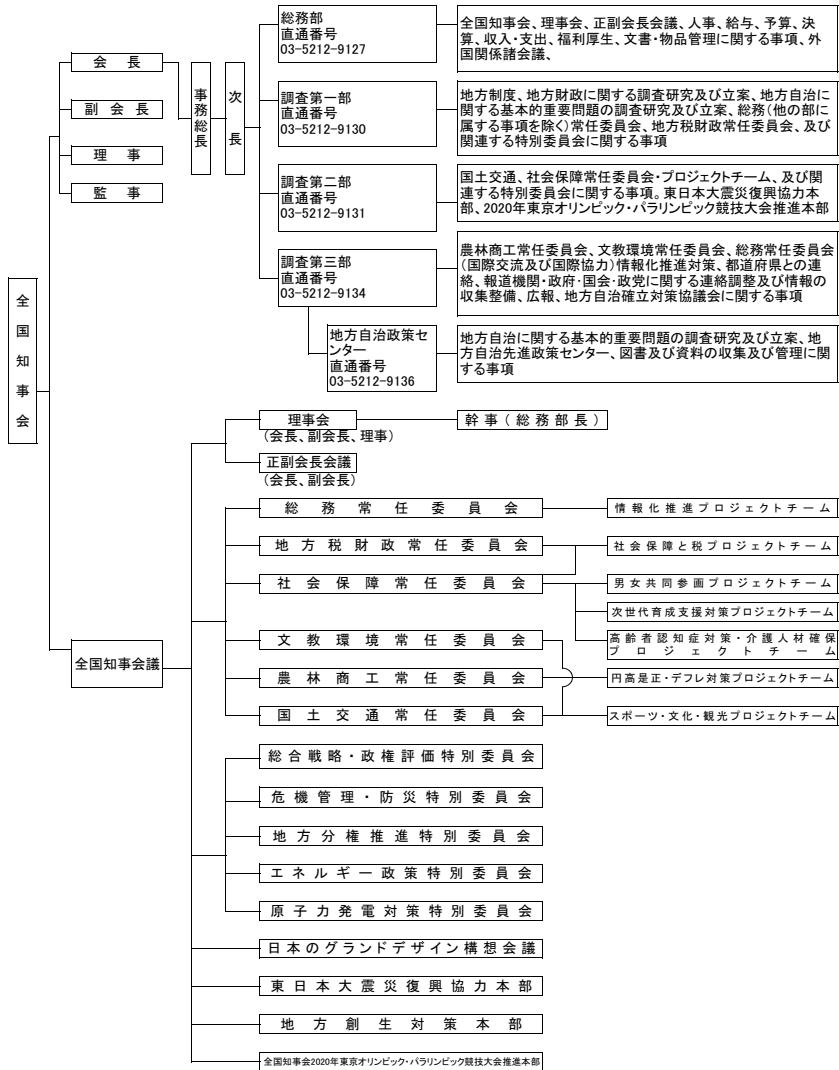 全国知事会
会長
副会長
理事
監事
事務総長
次長
総務部
直通番号
03-5212-9127
全国知事会、理事会、正副会長会議、人事、給与、予算、決
算、収入・支出、福利厚生、文書・物品管理に関する事項、外
国関係諸会議、
調査第一部
直通番号
03-5212-9130
地方制度、地方財政に関する調査研究及び立案、地方自治に
関する基本的重要問題の調査研究及び立案、総務(他の部に
属する事項を除く)常任委員会、地方税財政常任委員会、及び
関連する特別委員会に関する事項
調査第二部
直通番号
03-5212-9131
国土交通、社会保障常任委員会・プロジェクトチーム、及び関
連する特別委員会に関する事項。東日本大震災復興協力本
部、2020年東京オリンピック・パラリンピック競技大会推進本部
調査第三部
直通番号
03-5212-9134
農林商工常任委員会、文教環境常任委員会、総務常任委員会
(国際交流及び国際協力)情報化推進対策、都道府県との連
絡、報道機関・政府・国会・政党に関する連絡調整及び情報の
収集整備、広報、地方自治確立対策協議会に関する事項
地方自治政策セ
ンター
直通番号
03-5212-9136
地方自治に関する基本的重要問題の調査研究及び立案、地
方自治先進政策センター、図書及び資料の収集及び管理に関
する事項
全国知事会議
理事会
(会長、副会長、理事)
幹事(総務部長)
正副会長会議
(会長、副会長)
総務常任委員会
情報化推進プロジェクトチーム
地方税財政常任委員会
社会保障と税プロジェクトチーム
社会保障常任委員会
男女共同参画プロジェクトチーム
次世代育成支援対策プロジェクトチーム
文教環境常任委員会
高齢者認知症対策・介護人材確保
プロジェクトチーム
農林商工常任委員会
円高是正・デフレ対策プロジェクトチーム
国土交通常任委員会
スポーツ・文化・観光プロジェクトチーム
総合戦略・政権評価特別委員会
危機管理・防災特別委員会
地方分権推進特別委員会
エネルギー政策特別委員会
原子力発電対策特別委員会
日本のグランドデザイン構想会議
東日本大震災復興協力本部
地方創生対策本部
全国知事会2020年東京オリンピック・パラリンピック競技大会推進本部